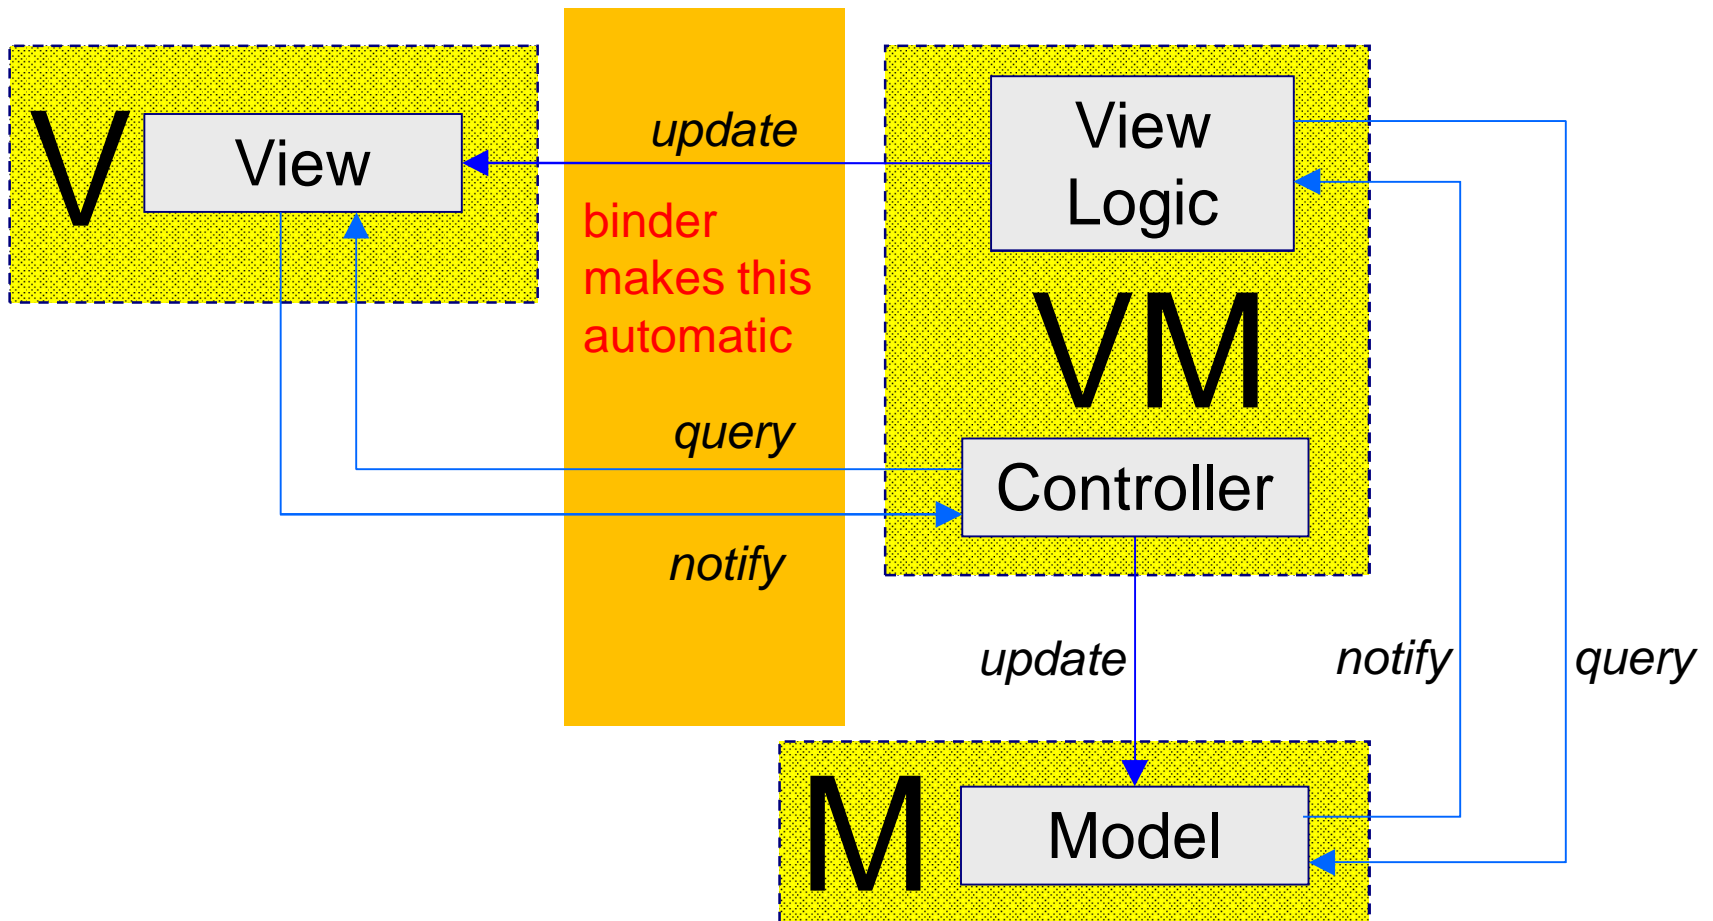 V
View
update
binder
makes this
automatic
query
notify
View
Logic
VM
Controller
update
notify
query
M
Model